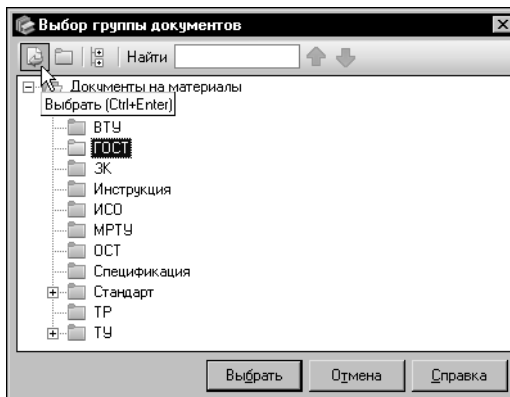 Выбор группы документов
Найти
Документы на материалы
Выбрать (Ctrl+Enter)
ВТУ
ГОСТ
ЗК
Инструкция
ИСО
МРТУ
ОСТ
Спецификация
Стандарт
ТР
ТУ
Выбрать Отмена Справка